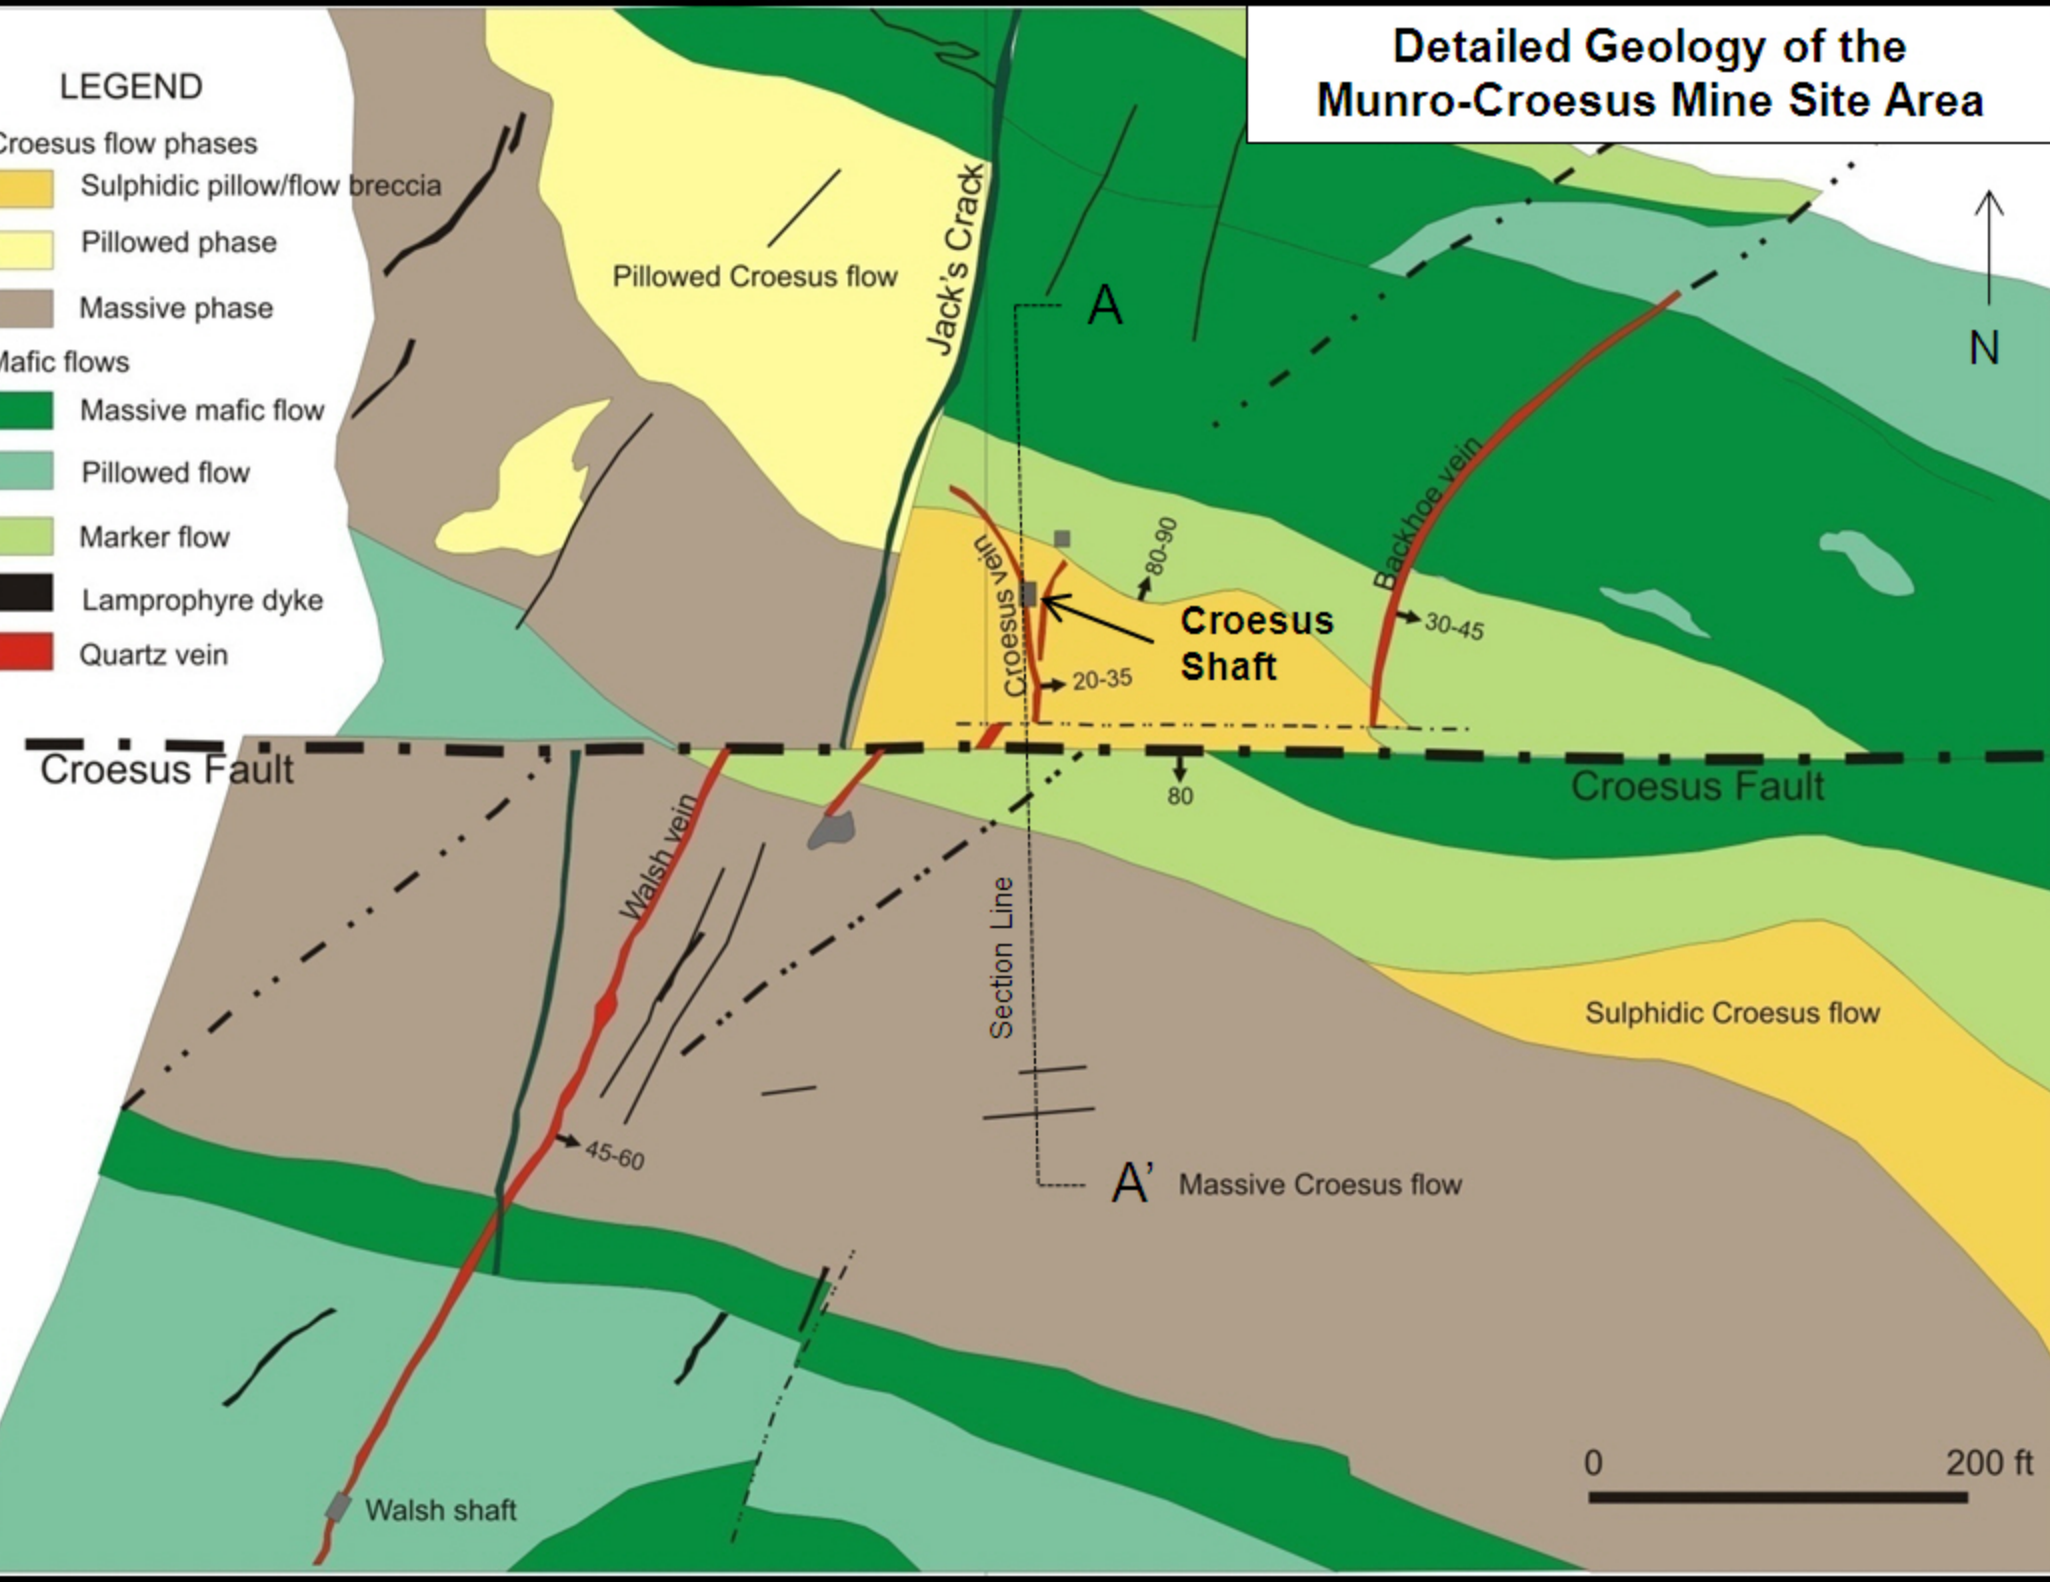 Detailed Geology of the
Munro-Croesus Mine Site Area
LEGEND
Croesus flow phases
Sulphidic pillow/flow breccia
Pillowed phase
Massive phase
Mafic flows
Massive mafic flow
Pillowed flow
Marker flow
Lamprophyre dyke
Quartz vein
Pillowed Croesus flow
Jack's Crack
A
N
Backhoe vein
80-90
30-45
Croesus vein
Croesus
Shaft
20-35
Croesus Fault
Croesus Fault
80
Walsh vein
Section Line
Sulphidic Croesus flow
45-60
A’
Massive Croesus flow
0
200 ft
Walsh shaft